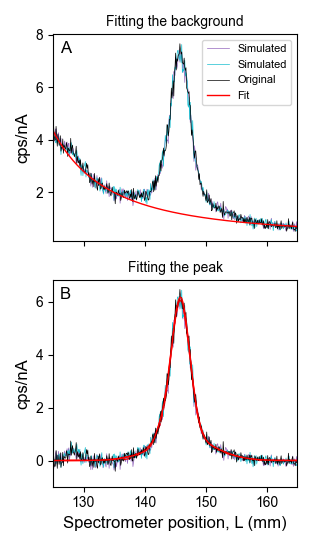 Fitting the background
A
Simulated
Simulated
Original
Fit
8
6
4
2
cps/nA
Fitting the peak
B
6
4
2
0
cps/nA
130 140 150 160
Spectrometer position, L (mm)